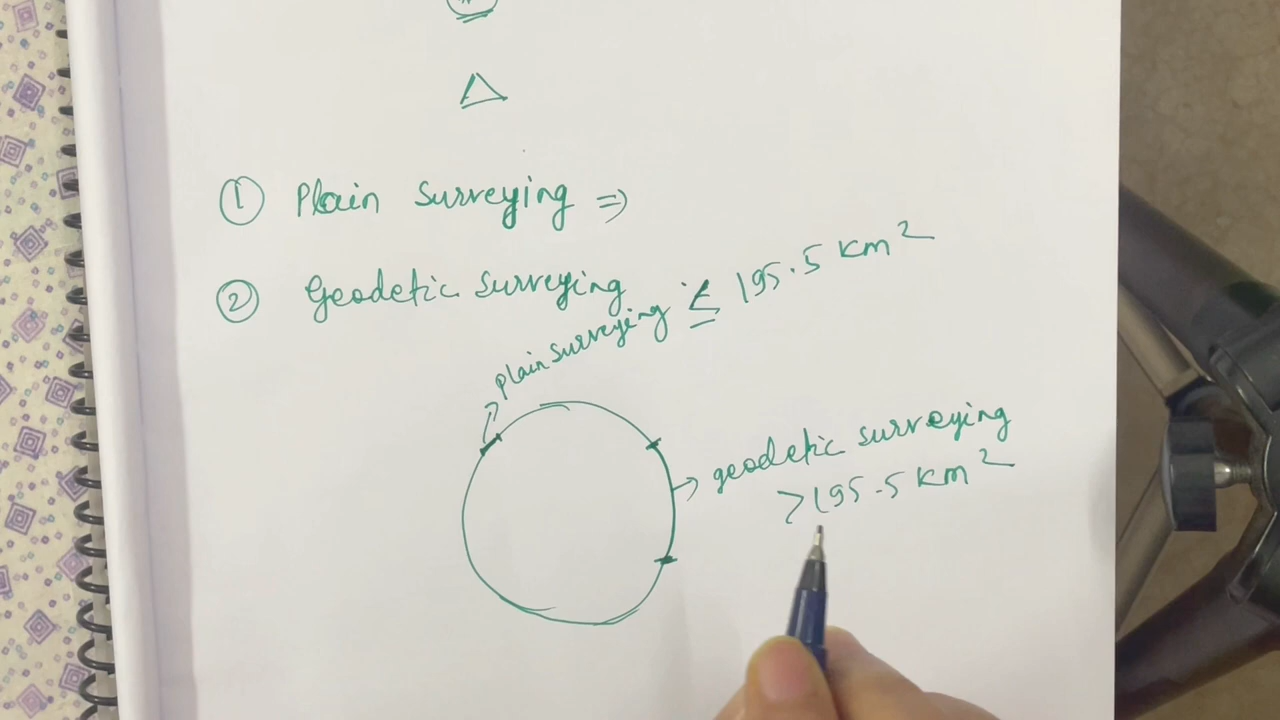 ① Plain Surveying ⇒
② Geodetic Surveying
plain surveying ≤ 195.5 km²
→ geodetic surveying
>195.5 km²